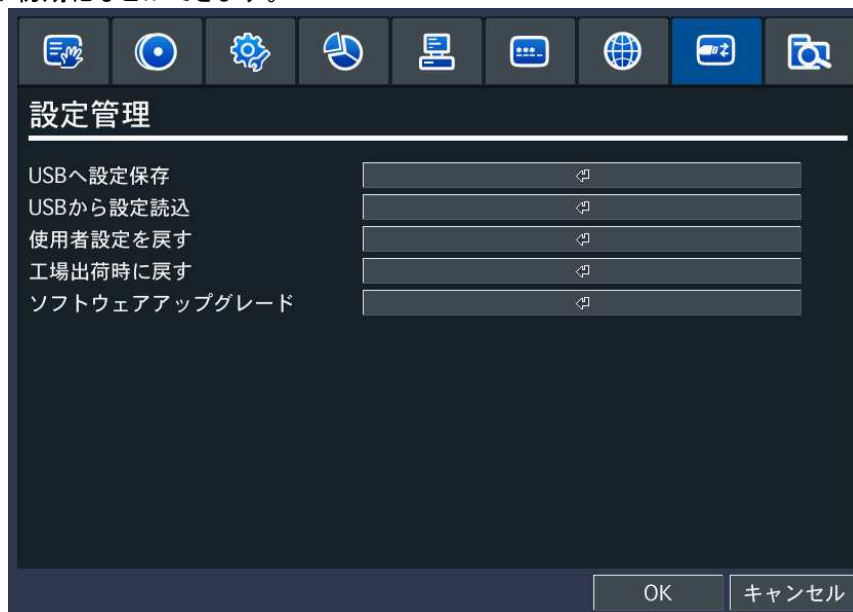 設定管理
USBへ設定保存
USBから設定読込
使用者設定を戻す
工場出荷時に戻す
ソフトウェアアップグレード
OK
キャンセル